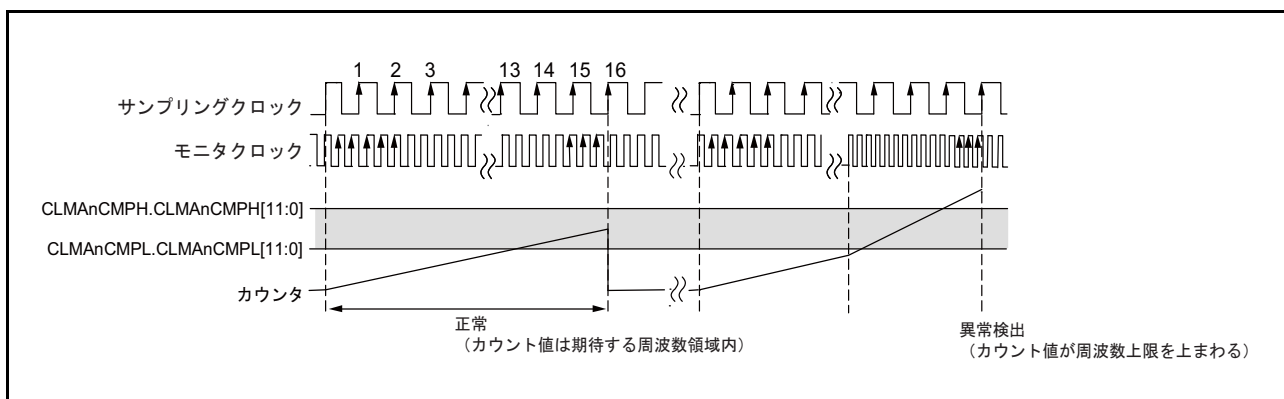 1 2 3 13 14 15 16
サンプリングクロック
モニタクロック
CLMAnCMPH.CLMAnCMPH[11:0]
CLMAnCMPL.CLMAnCMPL[11:0]
カウンタ
正常
（カウント値は期待する周波数領域内）
異常検出
（カウント値が周波数上限を上まわる）